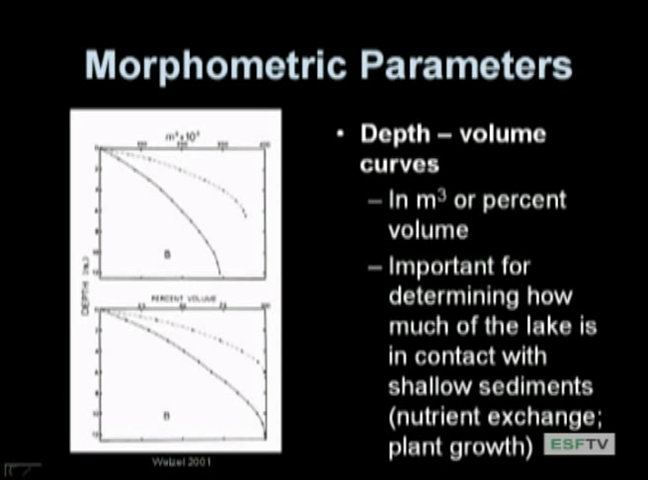 Morphometric Parameters
m³x10³
B
DEPTH (m)
PERCENT VOLUME
B
Wetzel 2001
• Depth – volume
curves
– In m³ or percent
volume
– Important for
determining how
much of the lake is
in contact with
shallow sediments
(nutrient exchange;
plant growth)
ESFTV